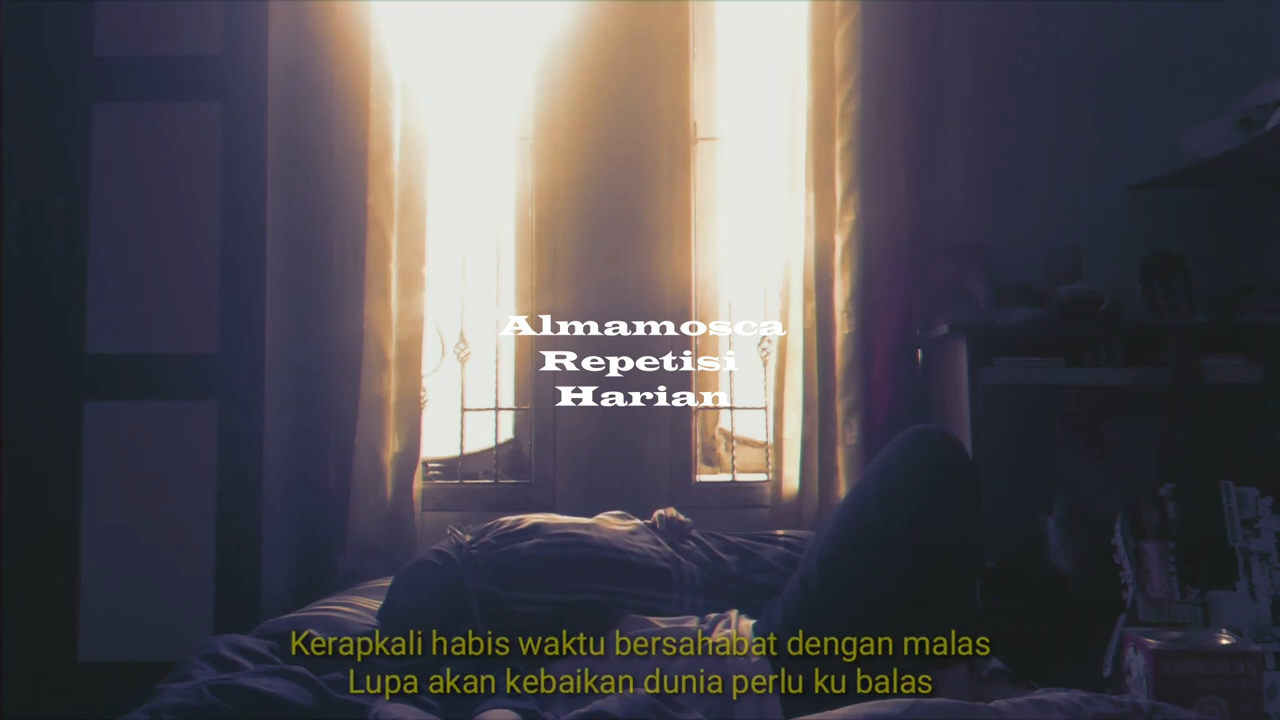 Almamosca
Repetisi
Harian
Kerapkali habis waktu bersahabat dengan malas
Lupa akan kebaikan dunia perlu ku balas